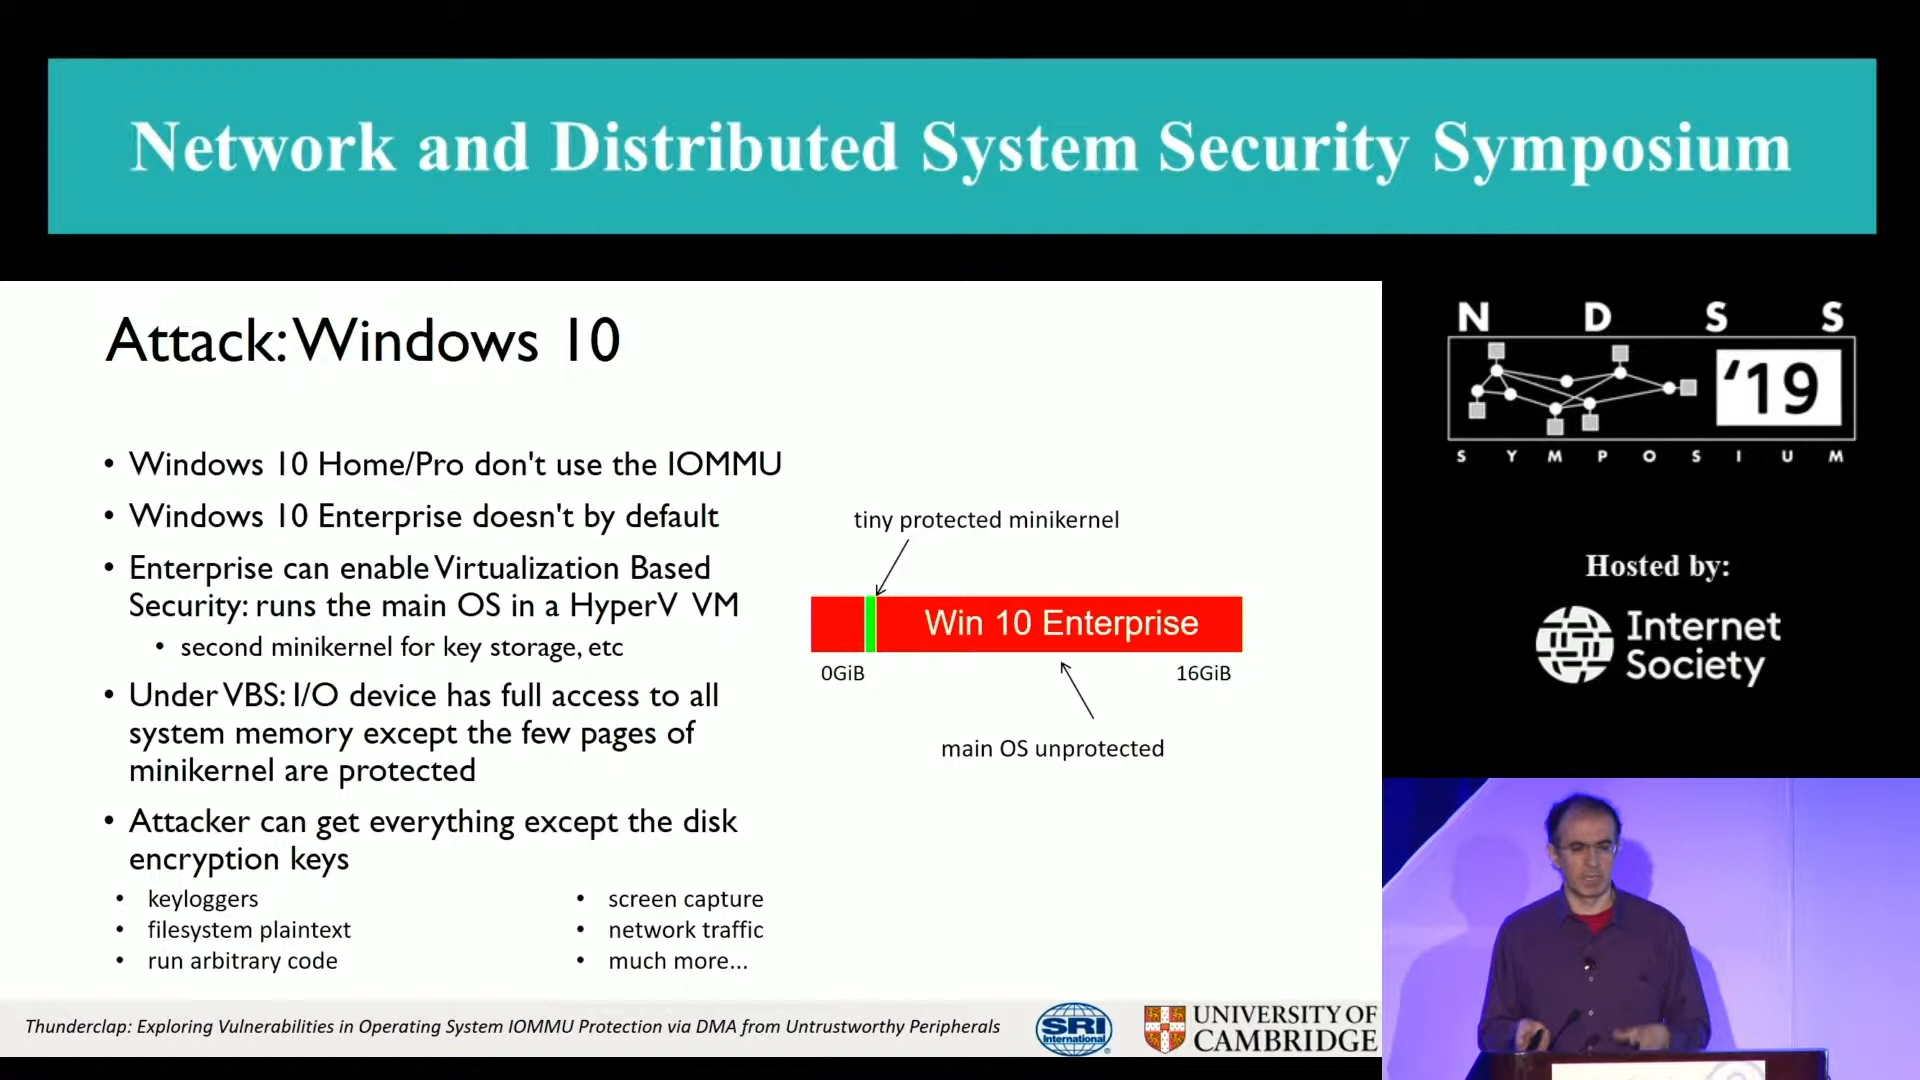 Network and Distributed System Security Symposium
Attack: Windows 10
• Windows 10 Home/Pro don't use the IOMMU
• Windows 10 Enterprise doesn't by default
• Enterprise can enable Virtualization Based
Security: runs the main OS in a HyperV VM
• second minikernel for key storage, etc
• Under VBS: I/O device has full access to all
system memory except the few pages of
minikernel are protected
• Attacker can get everything except the disk
encryption keys
• keyloggers
• filesystem plaintext
• run arbitrary code
• screen capture
• network traffic
• much more...
tiny protected minikernel
Win 10 Enterprise
0GiB
16GiB
main OS unprotected
Thunderclap: Exploring Vulnerabilities in Operating System IOMMU Protection via DMA from Untrustworthy Peripherals
SRI
International
UNIVERSITY OF
CAMBRIDGE
N D S S
'19
S Y M P O S I U M
Hosted by:
Internet
Society